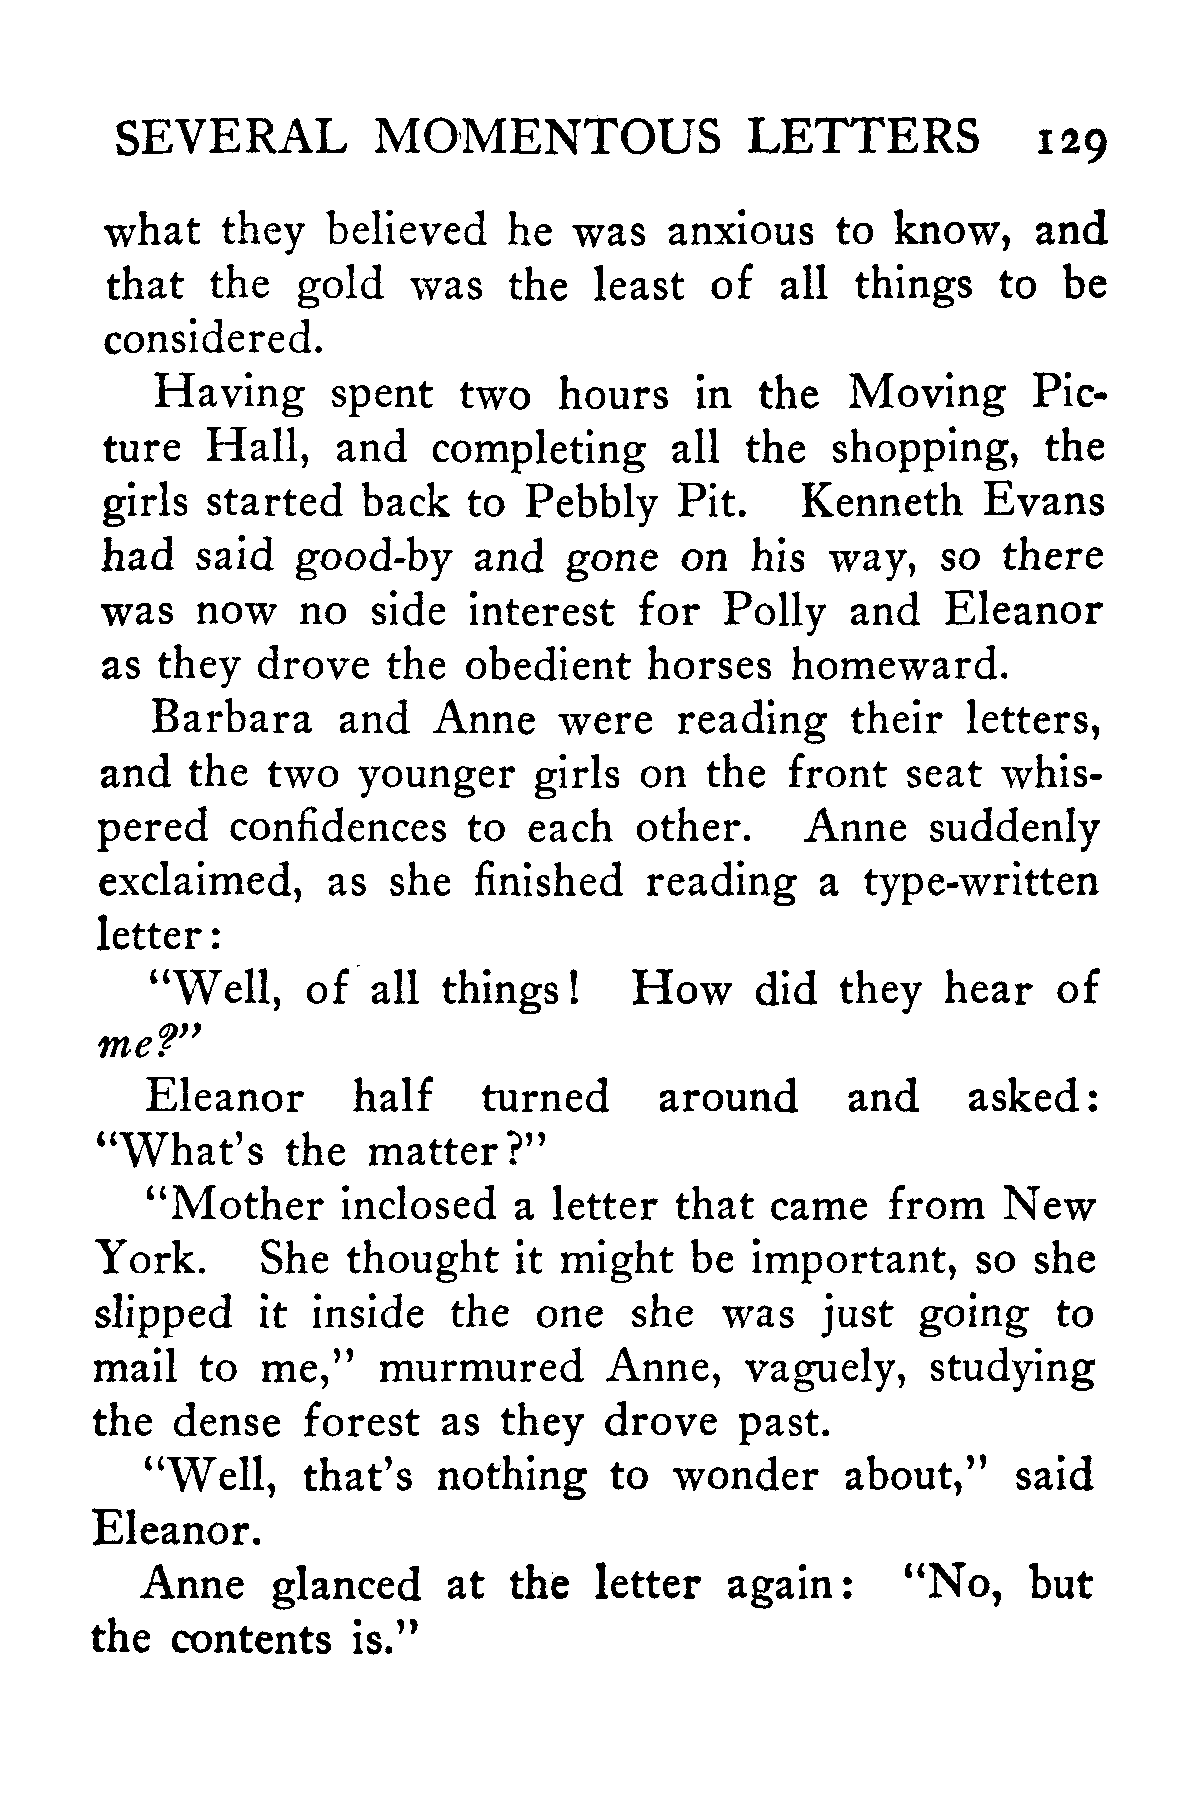 SEVERAL MOMENTOUS LETTERS 129
what they believed he was anxious to know, and
that the gold was the least of all things to be
considered.
Having spent two hours in the Moving Pic-
ture Hall, and completing all the shopping, the
girls started back to Pebbly Pit. Kenneth Evans
had said good-by and gone on his way, so there
was now no side interest for Polly and Eleanor
as they drove the obedient horses homeward.
Barbara and Anne were reading their letters,
and the two younger girls on the front seat whis-
pered confidences to each other. Anne suddenly
exclaimed, as she finished reading a type-written
letter:
"Well, of all things! How did they hear of
me?"
Eleanor half turned around and asked:
"What's the matter?"
"Mother inclosed a letter that came from New
York. She thought it might be important, so she
slipped it inside the one she was just going to
mail to me," murmured Anne, vaguely, studying
the dense forest as they drove past.
"Well, that's nothing to wonder about," said
Eleanor.
Anne glanced at the letter again: "No, but
the contents is."